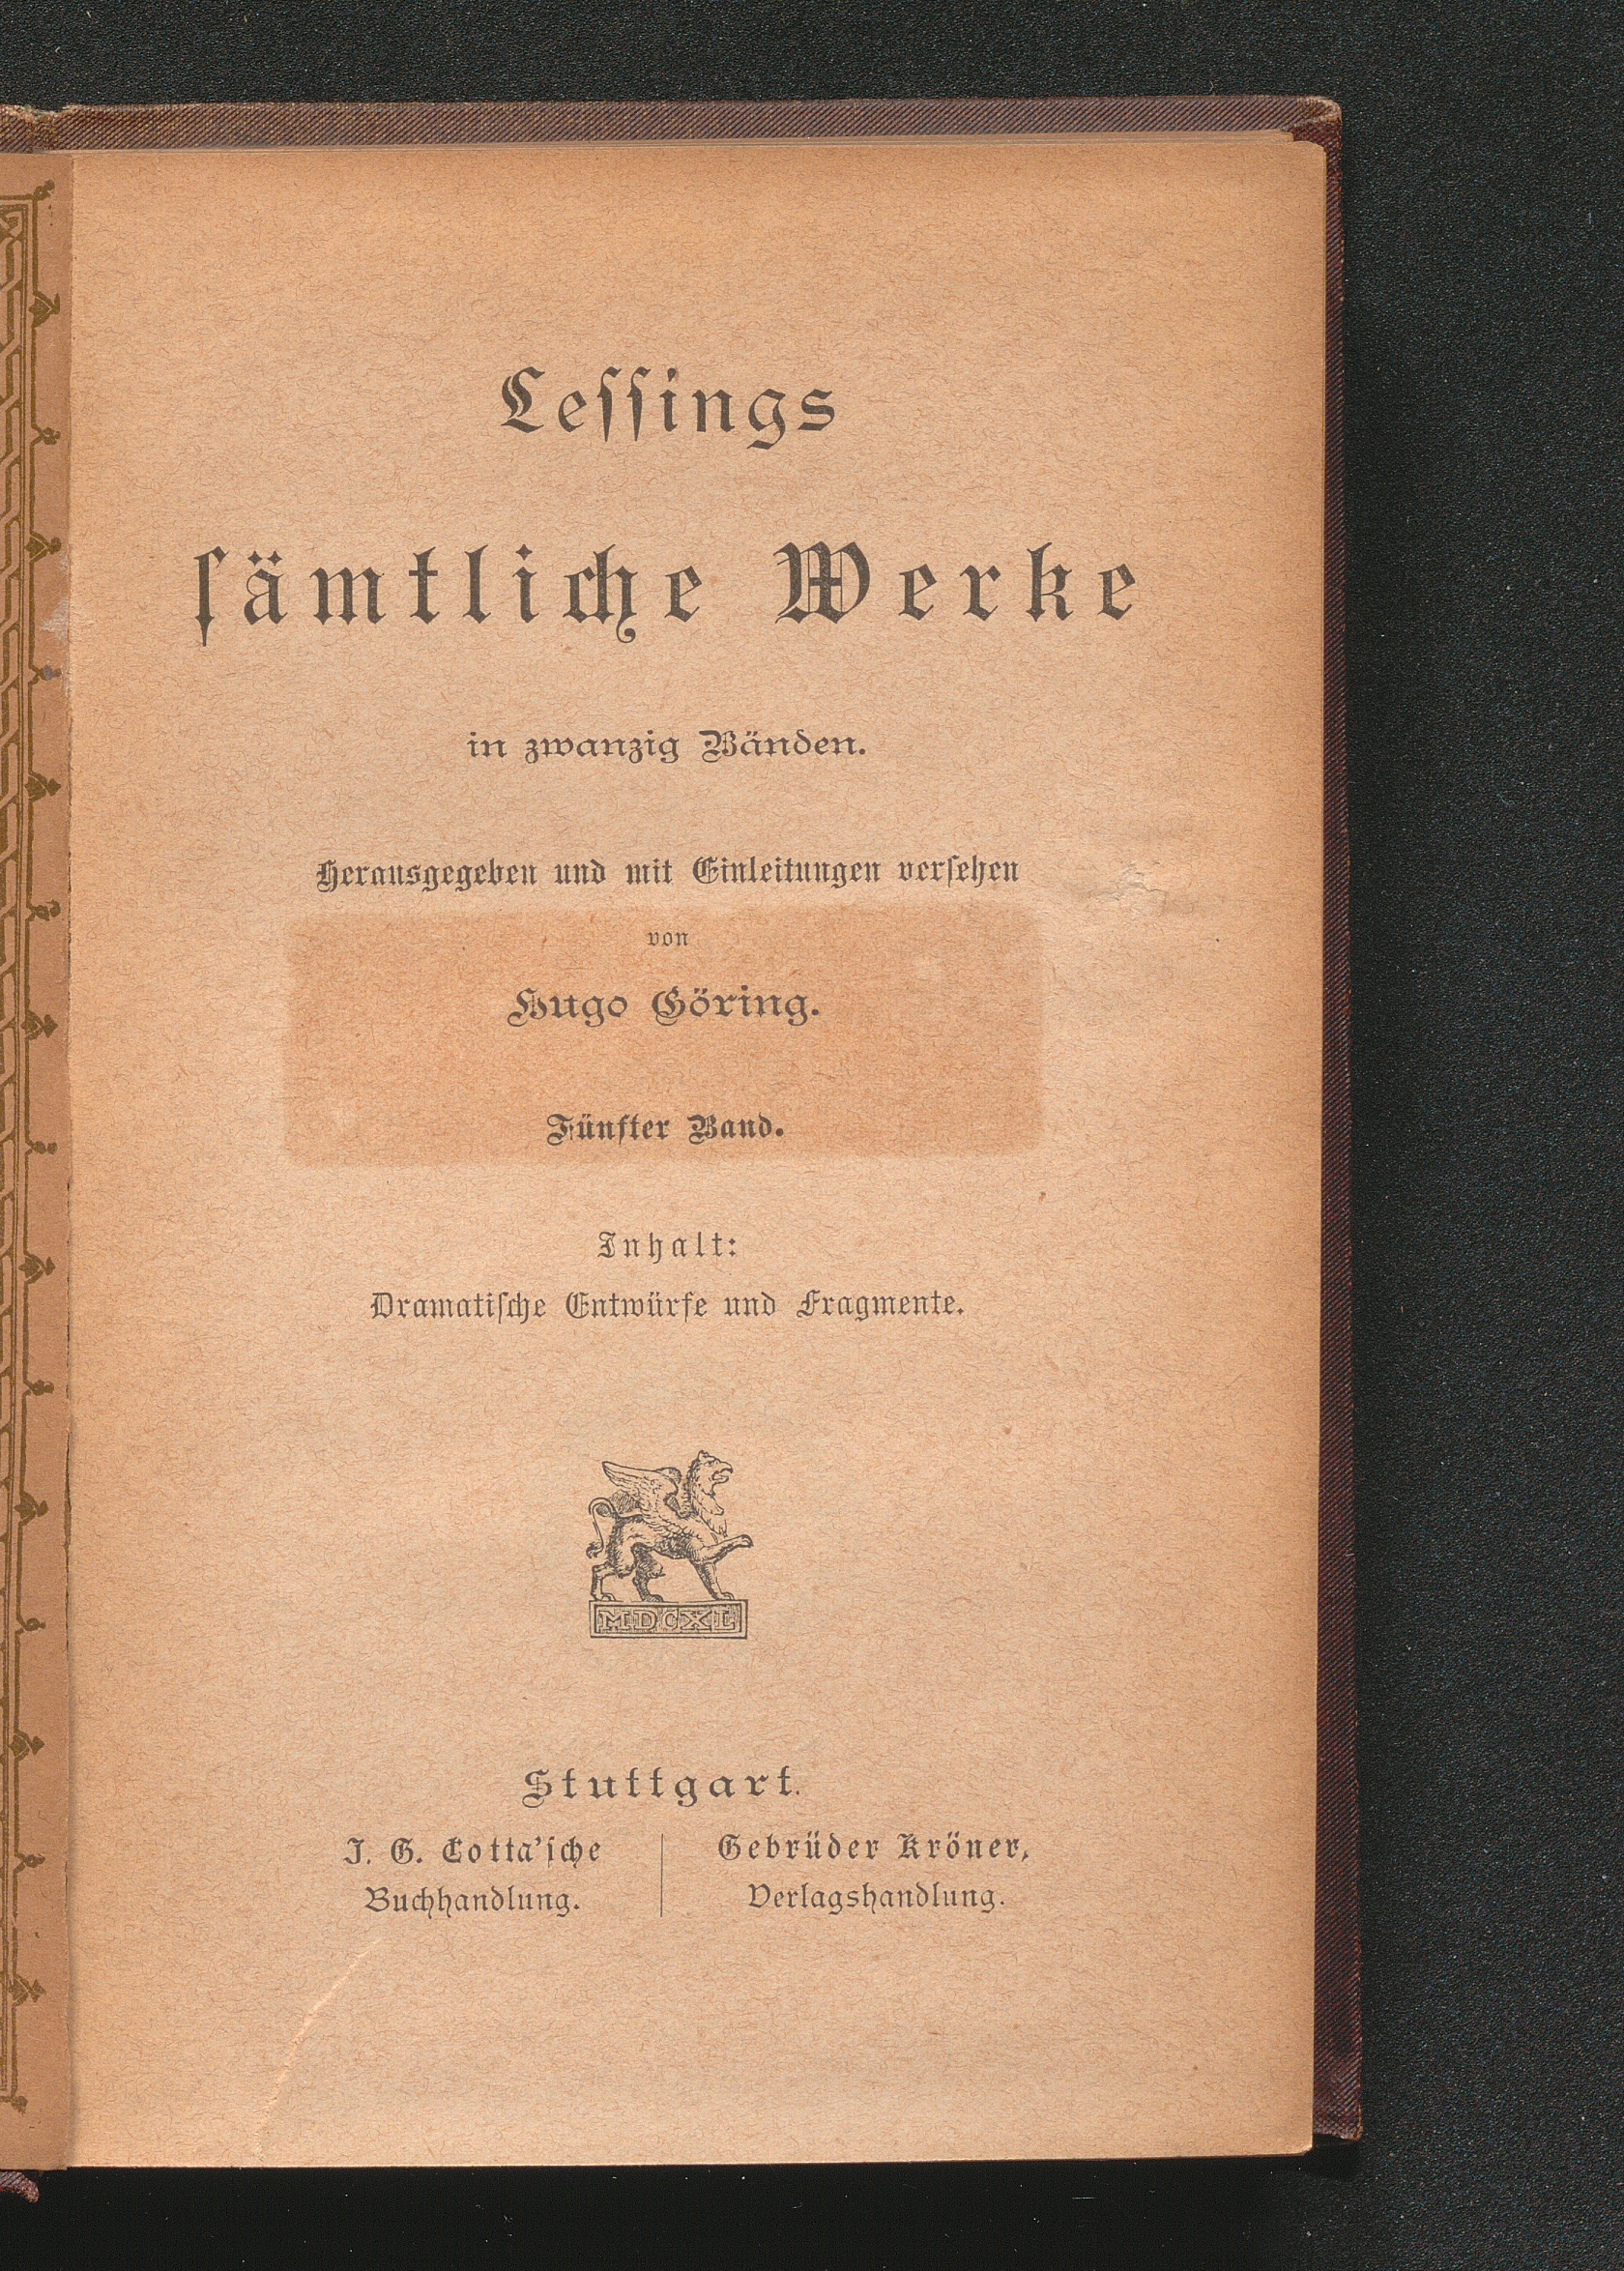 Leſſings
ſämtliche Werke
in zwanzig Bänden.
Herausgegeben und mit Einleitungen verſehen
von
Hugo Göring.
Fünfter Band.
Inhalt:
Dramatiſche Entwürfe und Fragmente.
MDCXL
Stuttgart.
J. G. Cotta'ſche
Buchhandlung.
Gebrüder Kröner,
Verlagshandlung.